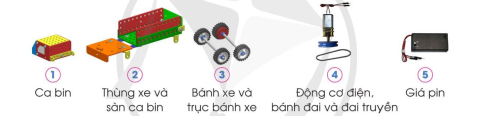 1 2 3 4 5
Ca bin Thùng xe và Bánh xe và Động cơ điện, Giá pin
sàn ca bin trục bánh xe bánh đai và đai truyền